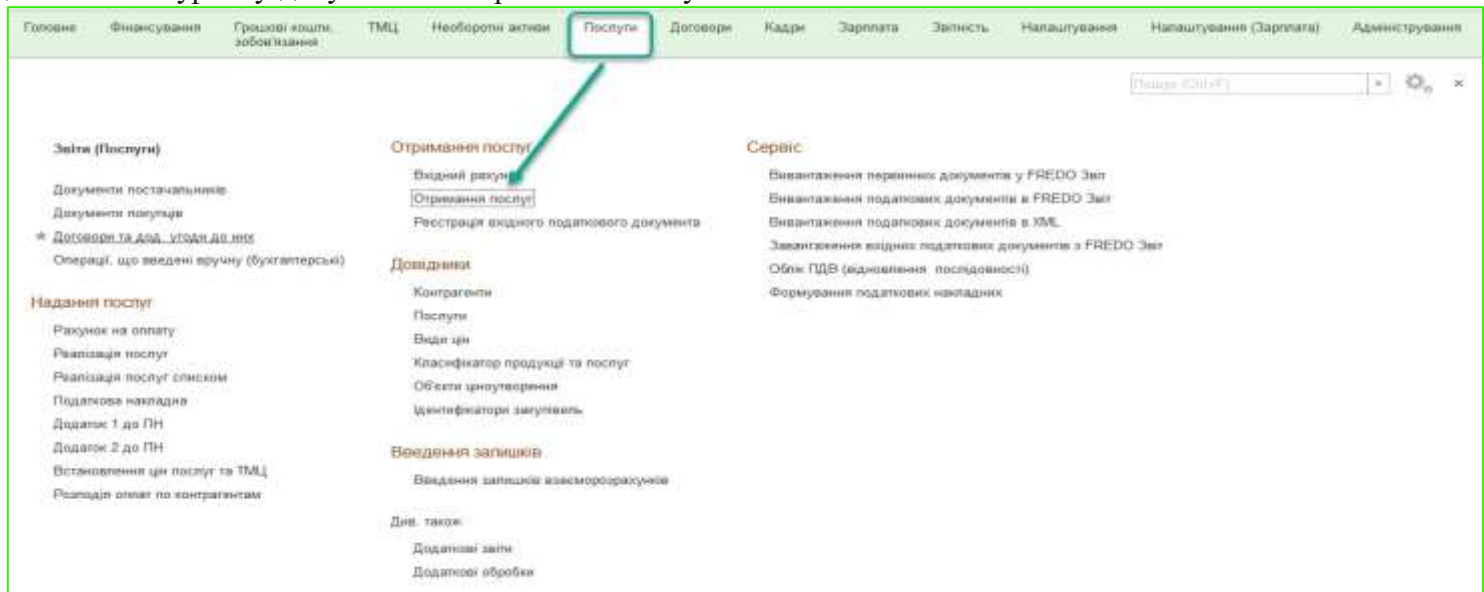 Головне Фінансування Грошові кошти, зобов'язання ТМЦ Необоротні активи Послуги Договори Кадри Зарплата Звітність Налаштування Налаштування (Зарплата) Адміністрування
Пошук (Ctrl+F)
Звіти (Послуги)
Документи постачальників
Документи покупців
Договори та дод. угоди до них
Операції, що введені вручну (бухгалтерські)
Надання послуг
Рахунок на оплату
Реалізація послуг
Реалізація послуг списком
Податкова накладна
Додаток 1 до ПН
Додаток 2 до ПН
Встановлення цін послуг та ТМЦ
Розподіл оплат по контрагентам
Отримання послуг
Вхідний рахунок
Отримання послуг
Реєстрація вхідного податкового документа
Довідники
Контрагенти
Послуги
Види цін
Класифікатор продукції та послуг
Об'єкти ціноутворення
Ідентифікатори закупівель
Введення залишків
Введення залишків взаєморозрахунків
Див. також
Додаткові звіти
Додаткові обробки
Сервіс
Вивантаження первинних документів у FREDO Звіт
Вивантаження податкових документів в FREDO Звіт
Вивантаження податкових документів в XML
Завантаження вхідних податкових документів з FREDO Звіт
Облік ПДВ (відновлення послідовності)
Формування податкових накладних